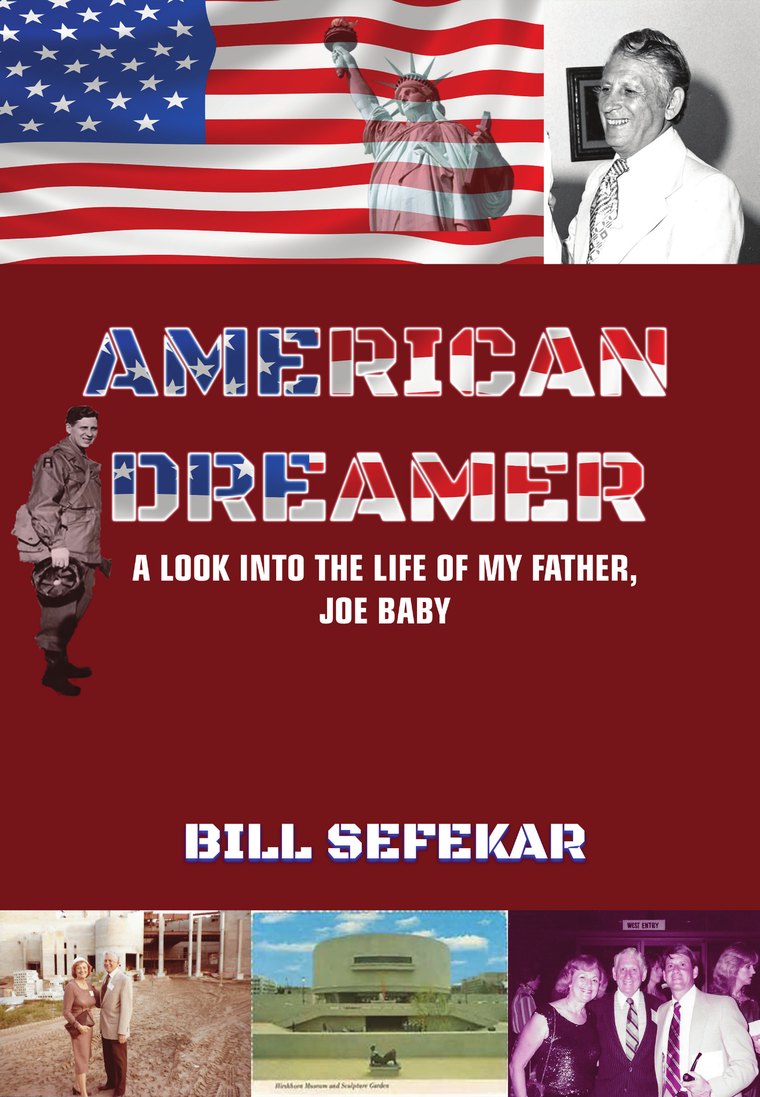 AMERICAN
DREAMER
A LOOK INTO THE LIFE OF MY FATHER,
JOE BABY
BILL SEFEKAR
WEST ENTRY
Hirshhorn Museum and Sculpture Garden